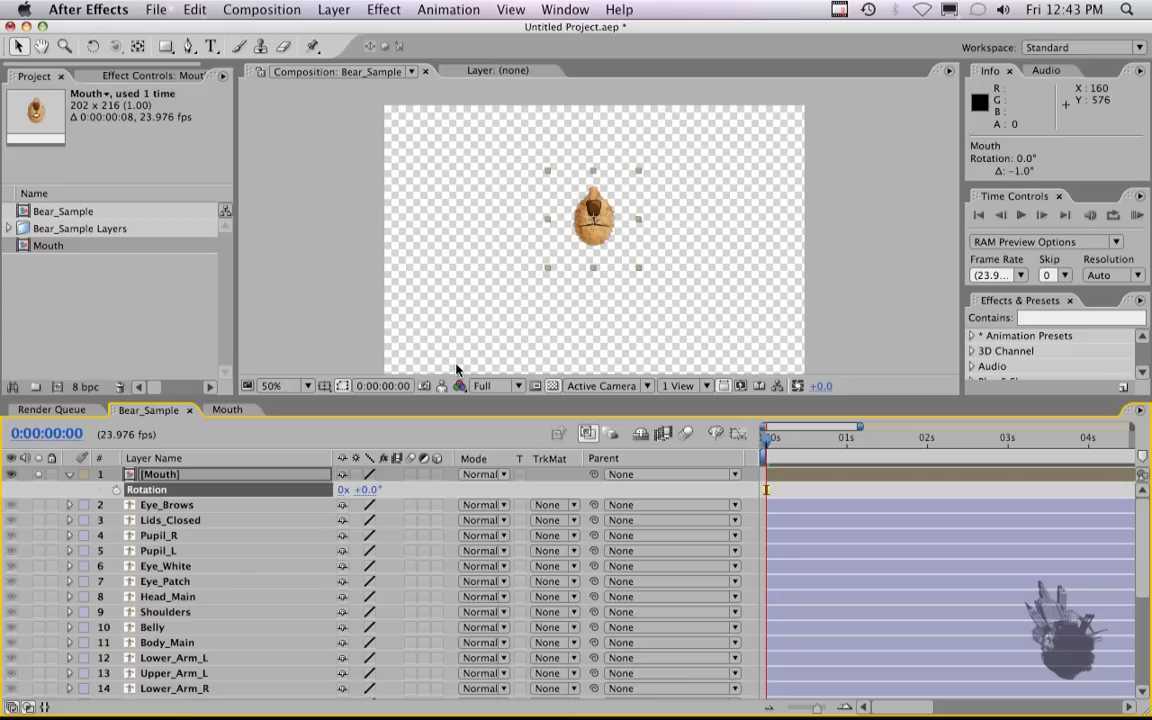 After Effects File Edit Composition Layer Effect Animation View Window Help Fri 12:43 PM
Untitled Project.aep *
T Workspace: Standard
Project × Effect Controls: Mout
Composition: Bear_Sample × Layer: (none)
Info × Audio
Mouth, used 1 time
202 x 216 (1.00)
Δ 0:00:00:08, 23.976 fps
R : X : 160
G : Y : 576
B :
A : 0
Mouth
Rotation: 0.0°
Δ: -1.0°
Name
Bear_Sample
Bear_Sample Layers
Mouth
Time Controls ×
RAM Preview Options
Frame Rate Skip Resolution
(23.9... 0 Auto
Effects & Presets ×
Contains:
* Animation Presets
3D Channel
Audio
8 bpc
50% 0:00:00:00 Full Active Camera 1 View +0.0
Render Queue Bear_Sample × Mouth
0:00:00:00 (23.976 fps)
00s 01s 02s 03s 04s
# Layer Name Mode T TrkMat Parent
1 [Mouth] Normal None
Rotation 0x +0.0°
2 Eye_Brows Normal None None
3 Lids_Closed Normal None None
4 Pupil_R Normal None None
5 Pupil_L Normal None None
6 Eye_White Normal None None
7 Eye_Patch Normal None None
8 Head_Main Normal None None
9 Shoulders Normal None None
10 Belly Normal None None
11 Body_Main Normal None None
12 Lower_Arm_L Normal None None
13 Upper_Arm_L Normal None None
14 Lower_Arm_R Normal None None